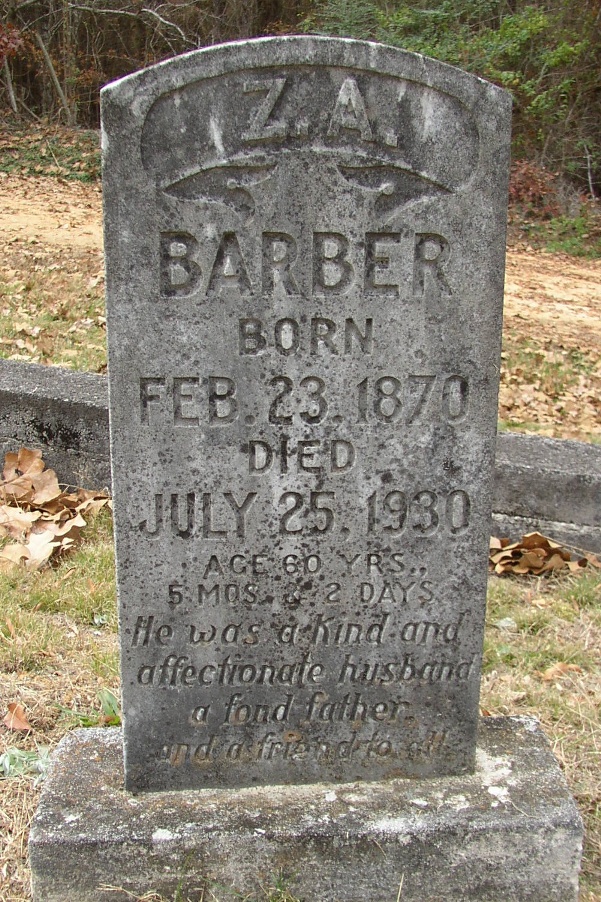 Z. A.
BARBER
BORN
FEB. 23. 1870
DIED
JULY 25. 1930
AGE 60 YRS.,
5 MOS. & 2 DAYS
He was a kind and
affectionate husband
a fond father
and a friend to all